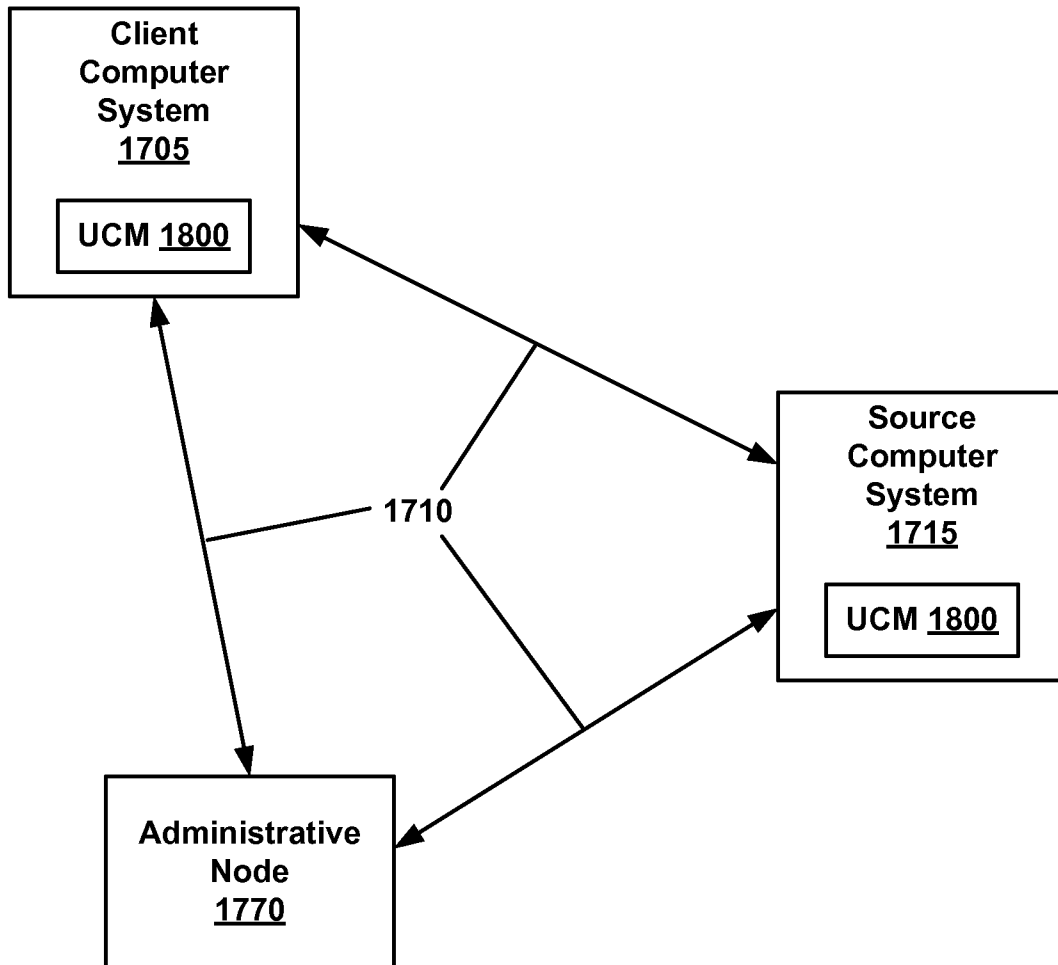 Client
Computer
System
1705
UCM 1800
1710
Source
Computer
System
1715
UCM 1800
Administrative
Node
1770